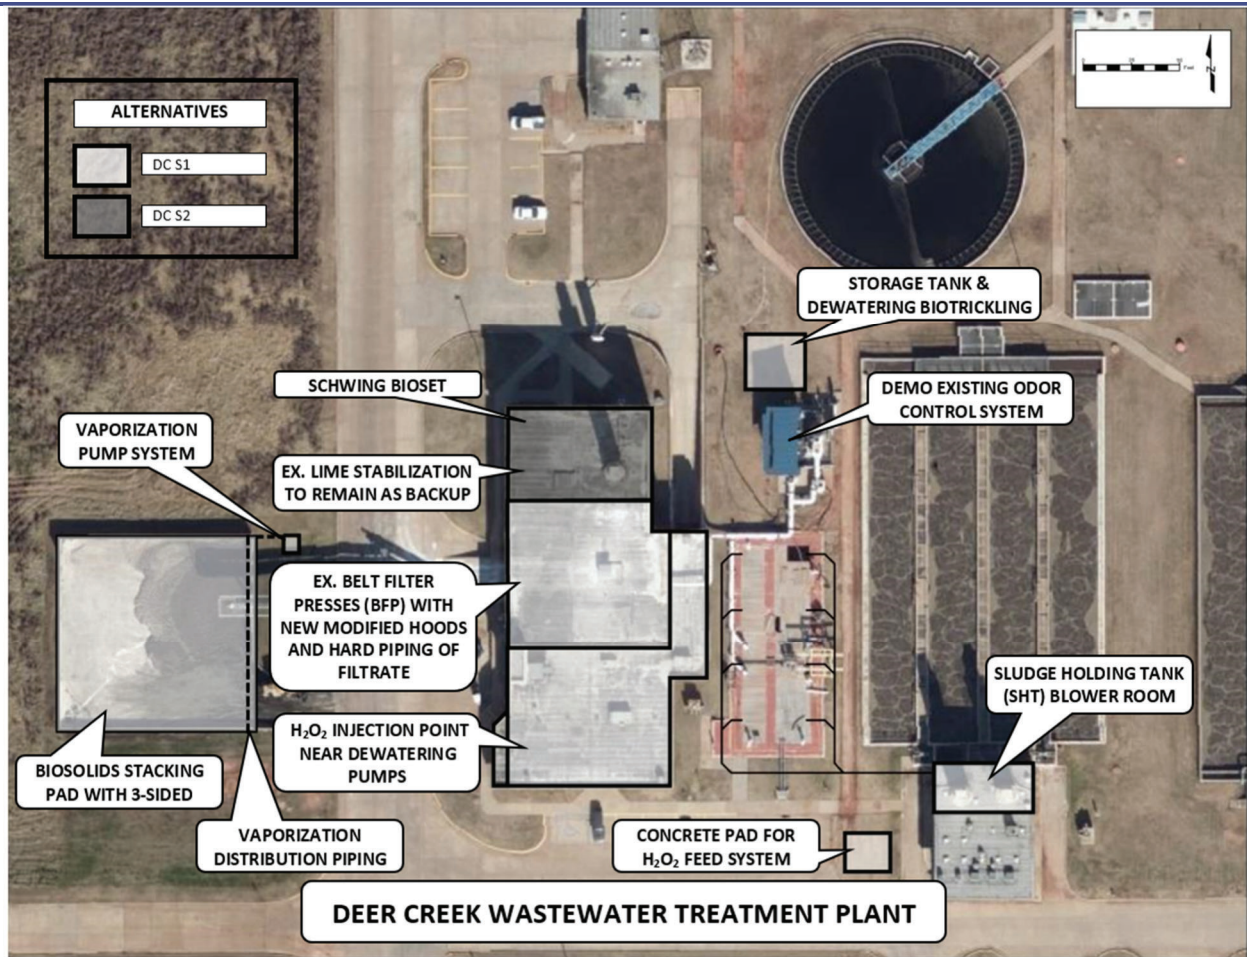 ALTERNATIVES
DC S1
DC S2
Feet
N
STORAGE TANK &
DEWATERING BIOTRICKLING
SCHWING BIOSET
DEMO EXISTING ODOR
CONTROL SYSTEM
VAPORIZATION
PUMP SYSTEM
EX. LIME STABILIZATION
TO REMAIN AS BACKUP
EX. BELT FILTER
PRESSES (BFP) WITH
NEW MODIFIED HOODS
AND HARD PIPING OF
FILTRATE
SLUDGE HOLDING TANK
(SHT) BLOWER ROOM
H₂O₂ INJECTION POINT
NEAR DEWATERING
PUMPS
BIOSOLIDS STACKING
PAD WITH 3-SIDED
VAPORIZATION
DISTRIBUTION PIPING
CONCRETE PAD FOR
H₂O₂ FEED SYSTEM
DEER CREEK WASTEWATER TREATMENT PLANT